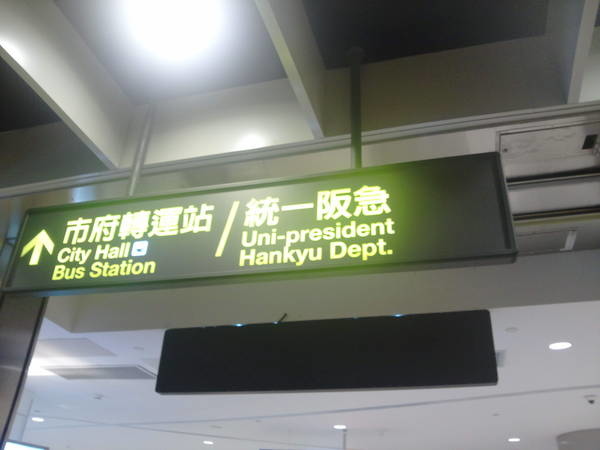 市府轉運站 / 統一阪急
City Hall Bus Station
Uni-president
Hankyu Dept.